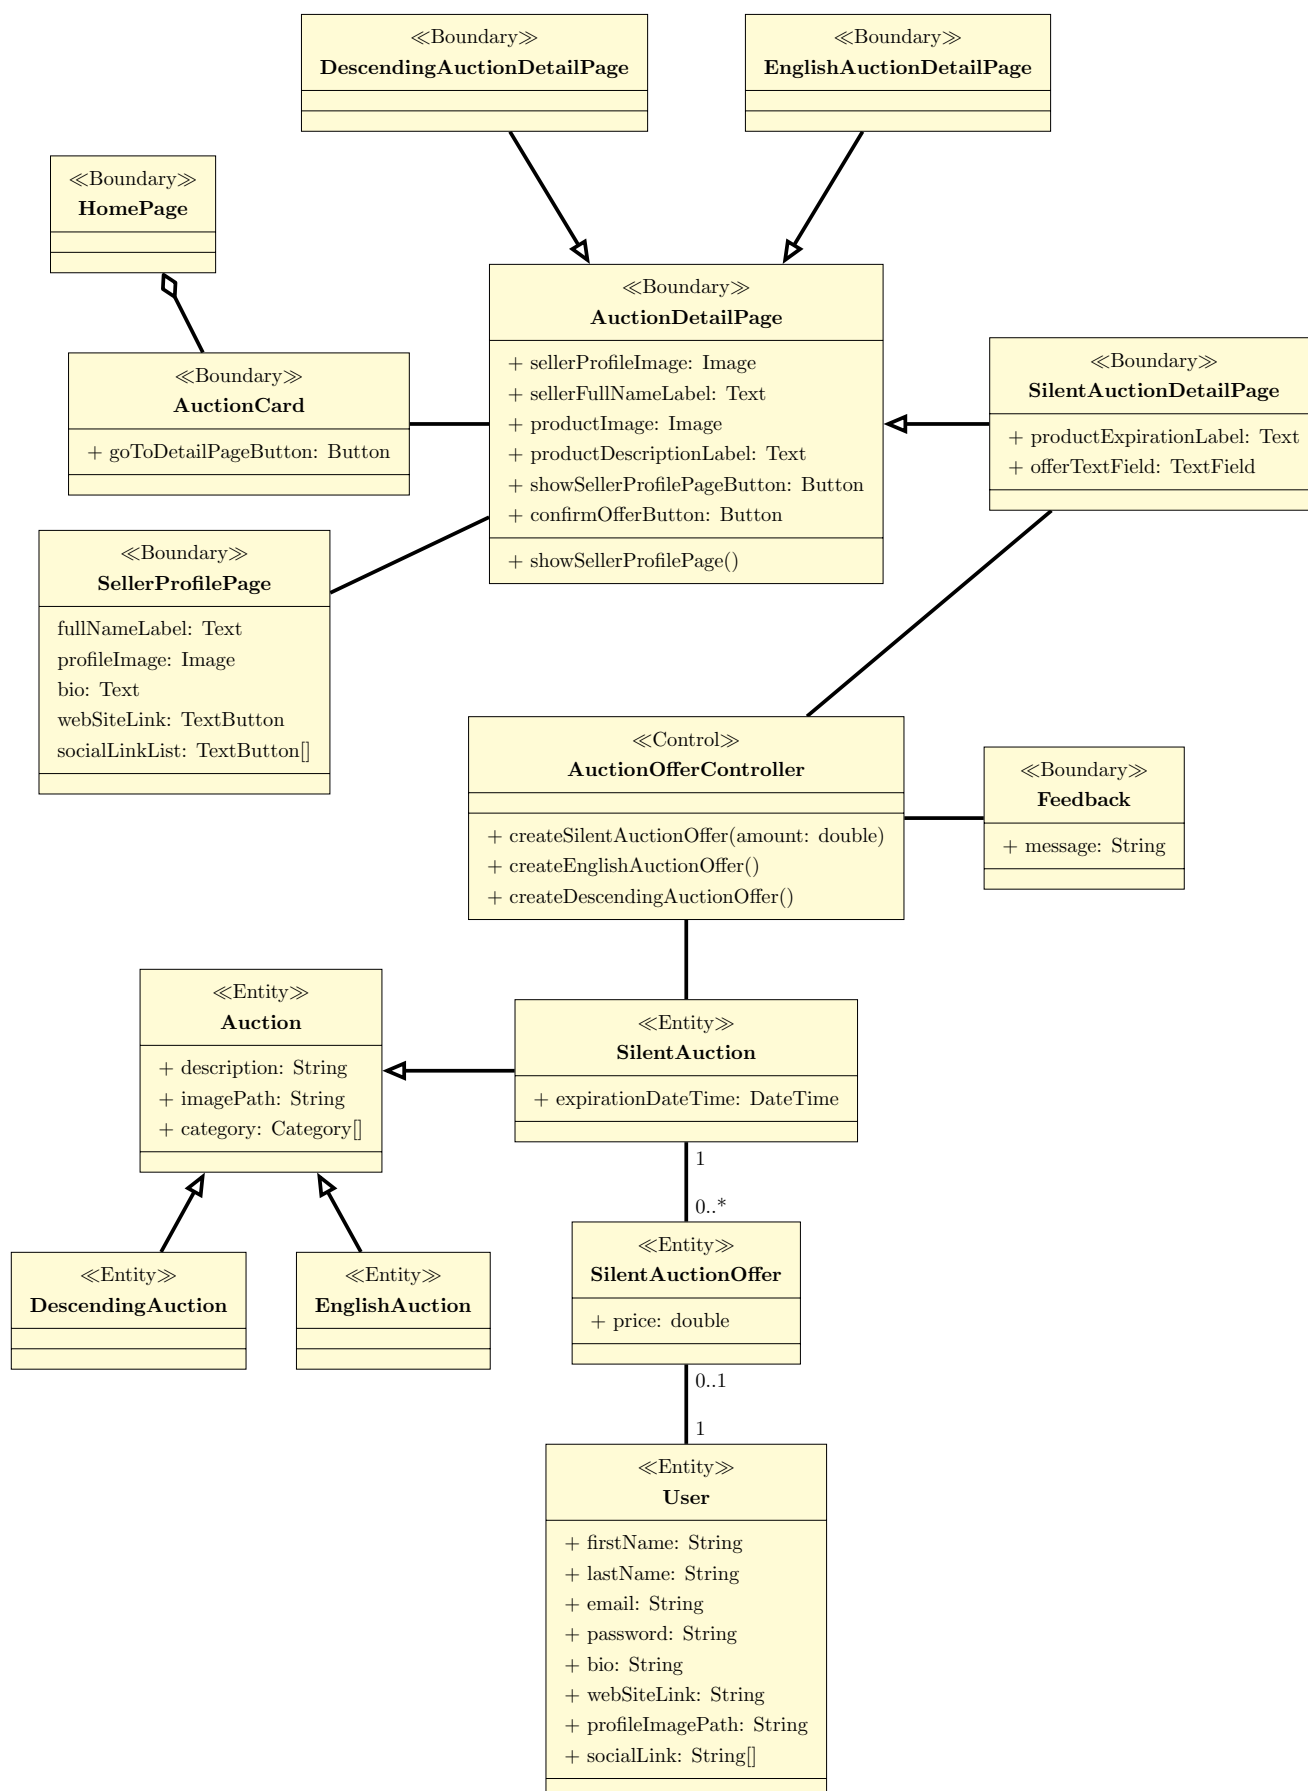 ≪Boundary≫
DescendingAuctionDetailPage
≪Boundary≫
EnglishAuctionDetailPage
≪Boundary≫
HomePage
≪Boundary≫
AuctionDetailPage
+ sellerProfileImage: Image
+ sellerFullNameLabel: Text
+ productImage: Image
+ productDescriptionLabel: Text
+ showSellerProfilePageButton: Button
+ confirmOfferButton: Button
+ showSellerProfilePage()
≪Boundary≫
AuctionCard
+ goToDetailPageButton: Button
≪Boundary≫
SilentAuctionDetailPage
+ productExpirationLabel: Text
+ offerTextField: TextField
≪Boundary≫
SellerProfilePage
fullNameLabel: Text
profileImage: Image
bio: Text
webSiteLink: TextButton
socialLinkList: TextButton[]
≪Control≫
AuctionOfferController
+ createSilentAuctionOffer(amount: double)
+ createEnglishAuctionOffer()
+ createDescendingAuctionOffer()
≪Boundary≫
Feedback
+ message: String
≪Entity≫
Auction
+ description: String
+ imagePath: String
+ category: Category[]
≪Entity≫
SilentAuction
+ expirationDateTime: DateTime
1
0..*
≪Entity≫
DescendingAuction
≪Entity≫
EnglishAuction
≪Entity≫
SilentAuctionOffer
+ price: double
0..1
1
≪Entity≫
User
+ firstName: String
+ lastName: String
+ email: String
+ password: String
+ bio: String
+ webSiteLink: String
+ profileImagePath: String
+ socialLink: String[]